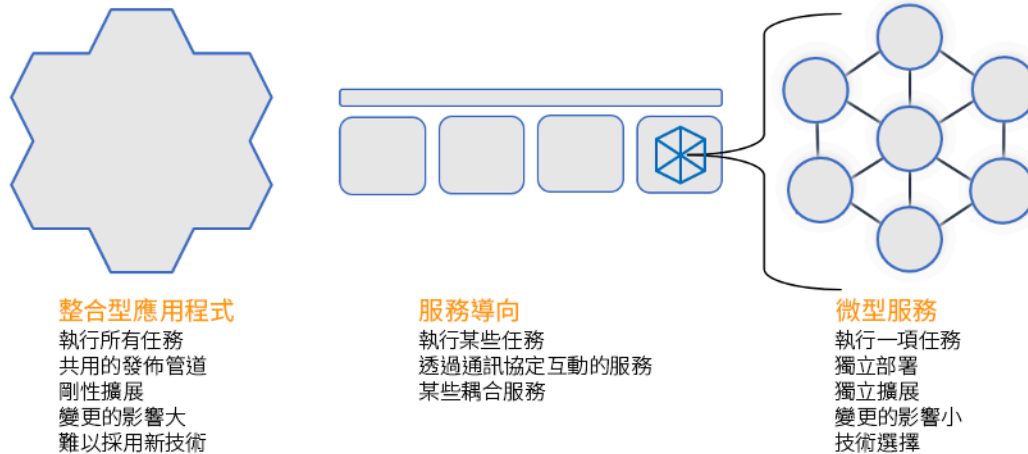 整合型應用程式
執行所有任務
共用的發佈管道
剛性擴展
變更的影響大
難以採用新技術
服務導向
執行某些任務
透過通訊協定互動的服務
某些耦合服務
微型服務
執行一項任務
獨立部署
獨立擴展
變更的影響小
技術選擇